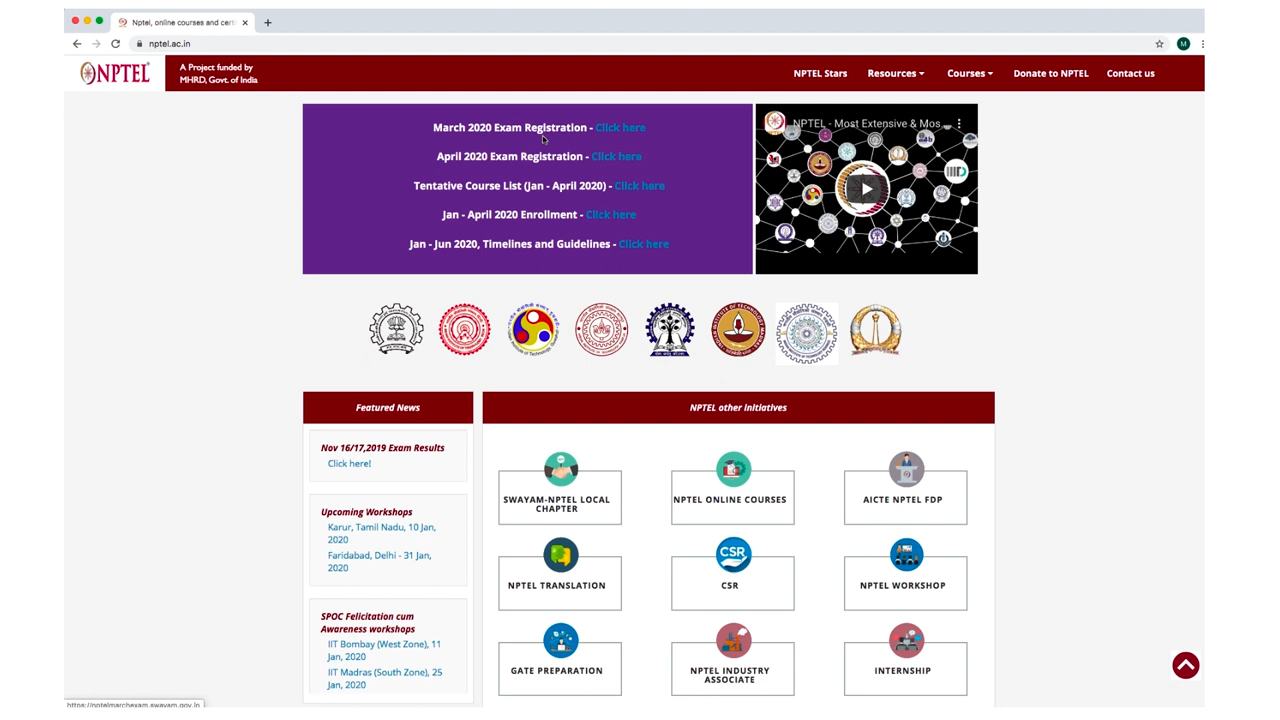 Nptel, online courses and certi
nptel.ac.in
M
NPTEL
A Project funded by
MHRD, Govt. of India
NPTEL Stars
Resources
Courses
Donate to NPTEL
Contact us
March 2020 Exam Registration - Click here
April 2020 Exam Registration - Click here
Tentative Course List (Jan - April 2020) - Click here
Jan - April 2020 Enrollment - Click here
Jan - Jun 2020, Timelines and Guidelines - Click here
NPTEL - Most Extensive & Mos...
Featured News
Nov 16/17,2019 Exam Results
Click here!
Upcoming Workshops
Karur, Tamil Nadu, 10 Jan,
2020
Faridabad, Delhi - 31 Jan,
2020
SPOC Felicitation cum
Awareness workshops
IIT Bombay (West Zone), 11
Jan, 2020
IIT Madras (South Zone), 25
Jan, 2020
NPTEL other initiatives
SWAYAM-NPTEL LOCAL
CHAPTER
NPTEL ONLINE COURSES
AICTE NPTEL FDP
NPTEL TRANSLATION
CSR
CSR
NPTEL WORKSHOP
GATE PREPARATION
NPTEL INDUSTRY
ASSOCIATE
INTERNSHIP
https://nptelmarchexam.swayam.gov.in